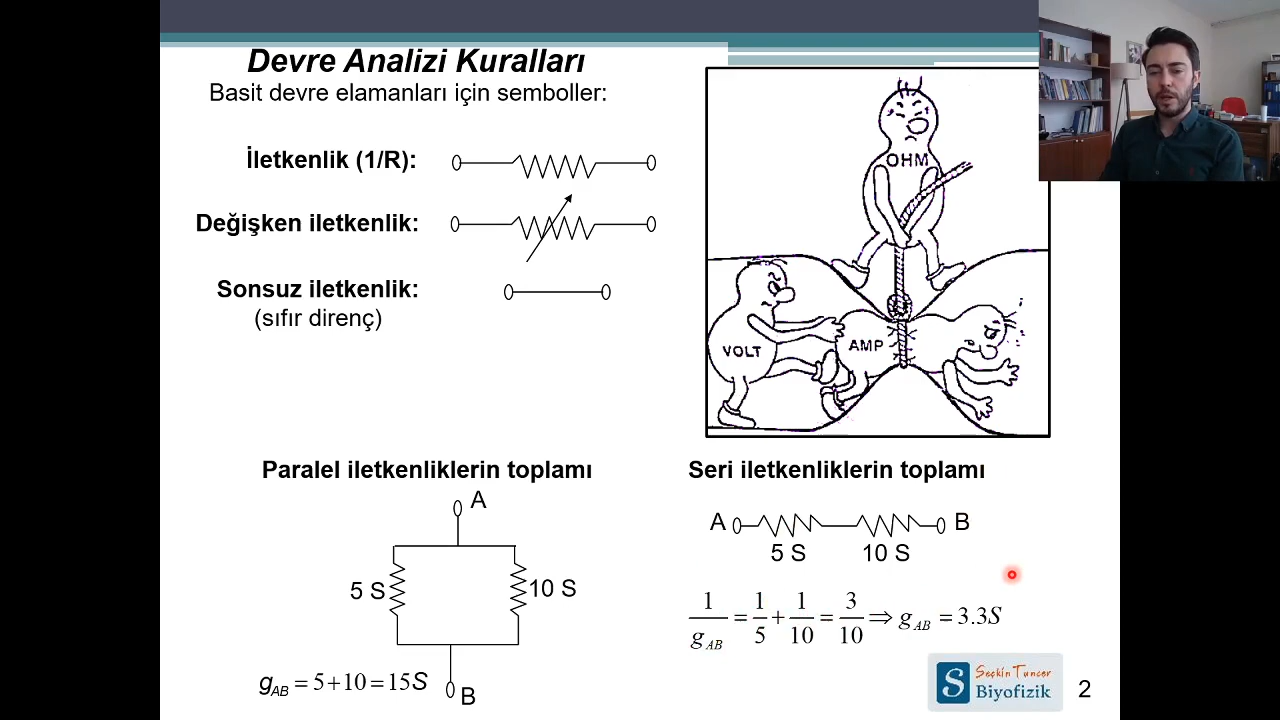 Devre Analizi Kuralları
Basit devre elamanları için semboller:
İletkenlik (1/R):
Değişken iletkenlik:
Sonsuz iletkenlik:
(sıfır direnç)
OHM
VOLT
AMP
Paralel iletkenliklerin toplamı
A
5 S
10 S
B
g_AB = 5+10 = 15S
Seri iletkenliklerin toplamı
A
B
5 S
10 S
1/g_AB = 1/5 + 1/10 = 3/10 ⇒ g_AB = 3.3S
S
Seçkin Tuncer
Biyofizik
2